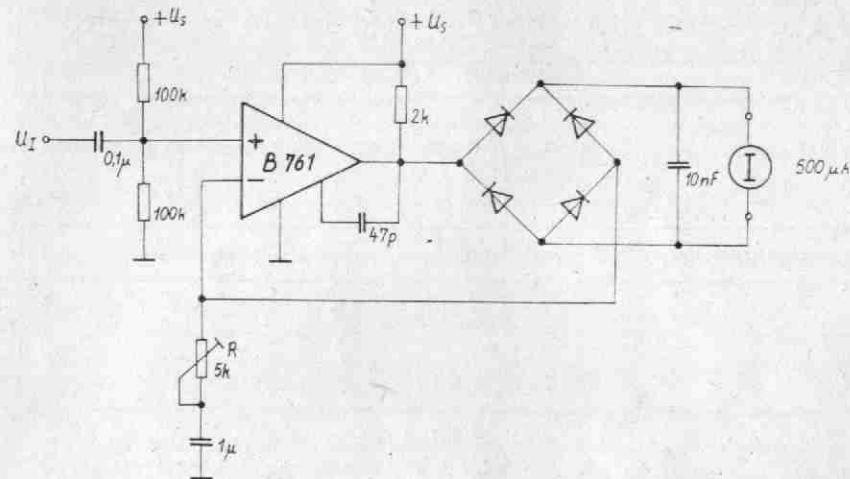 +Us
+Us
100k
2k
UI
0,1µ
+
B 761
−
100k
47p
10nF
I
500 µA
R
5k
1µ